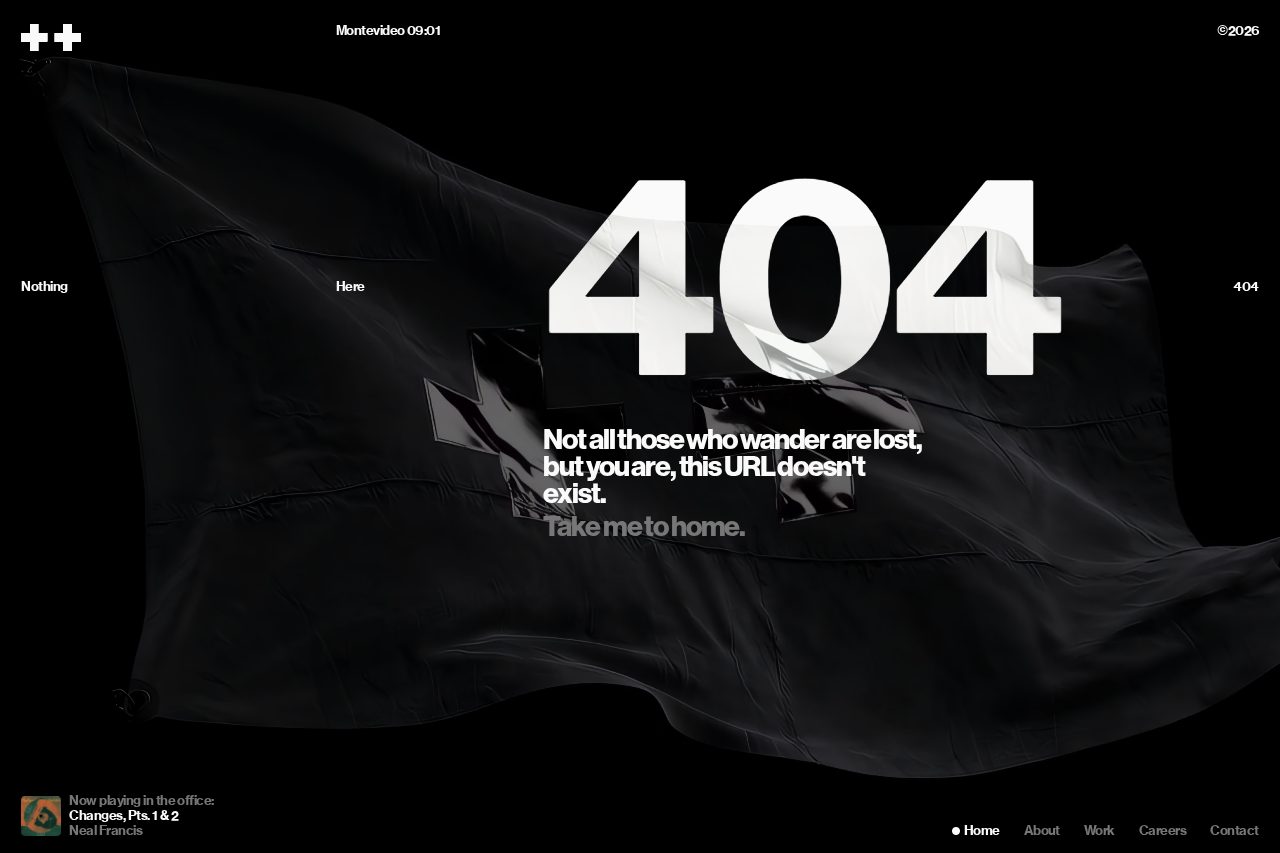 ++
Montevideo 09:01
©2026
404
Nothing
Here
404
Not all those who wander are lost,
but you are, this URL doesn't
exist.
Take me to home.
Now playing in the office:
Changes, Pts. 1 & 2
Neal Francis
Home
About
Work
Careers
Contact